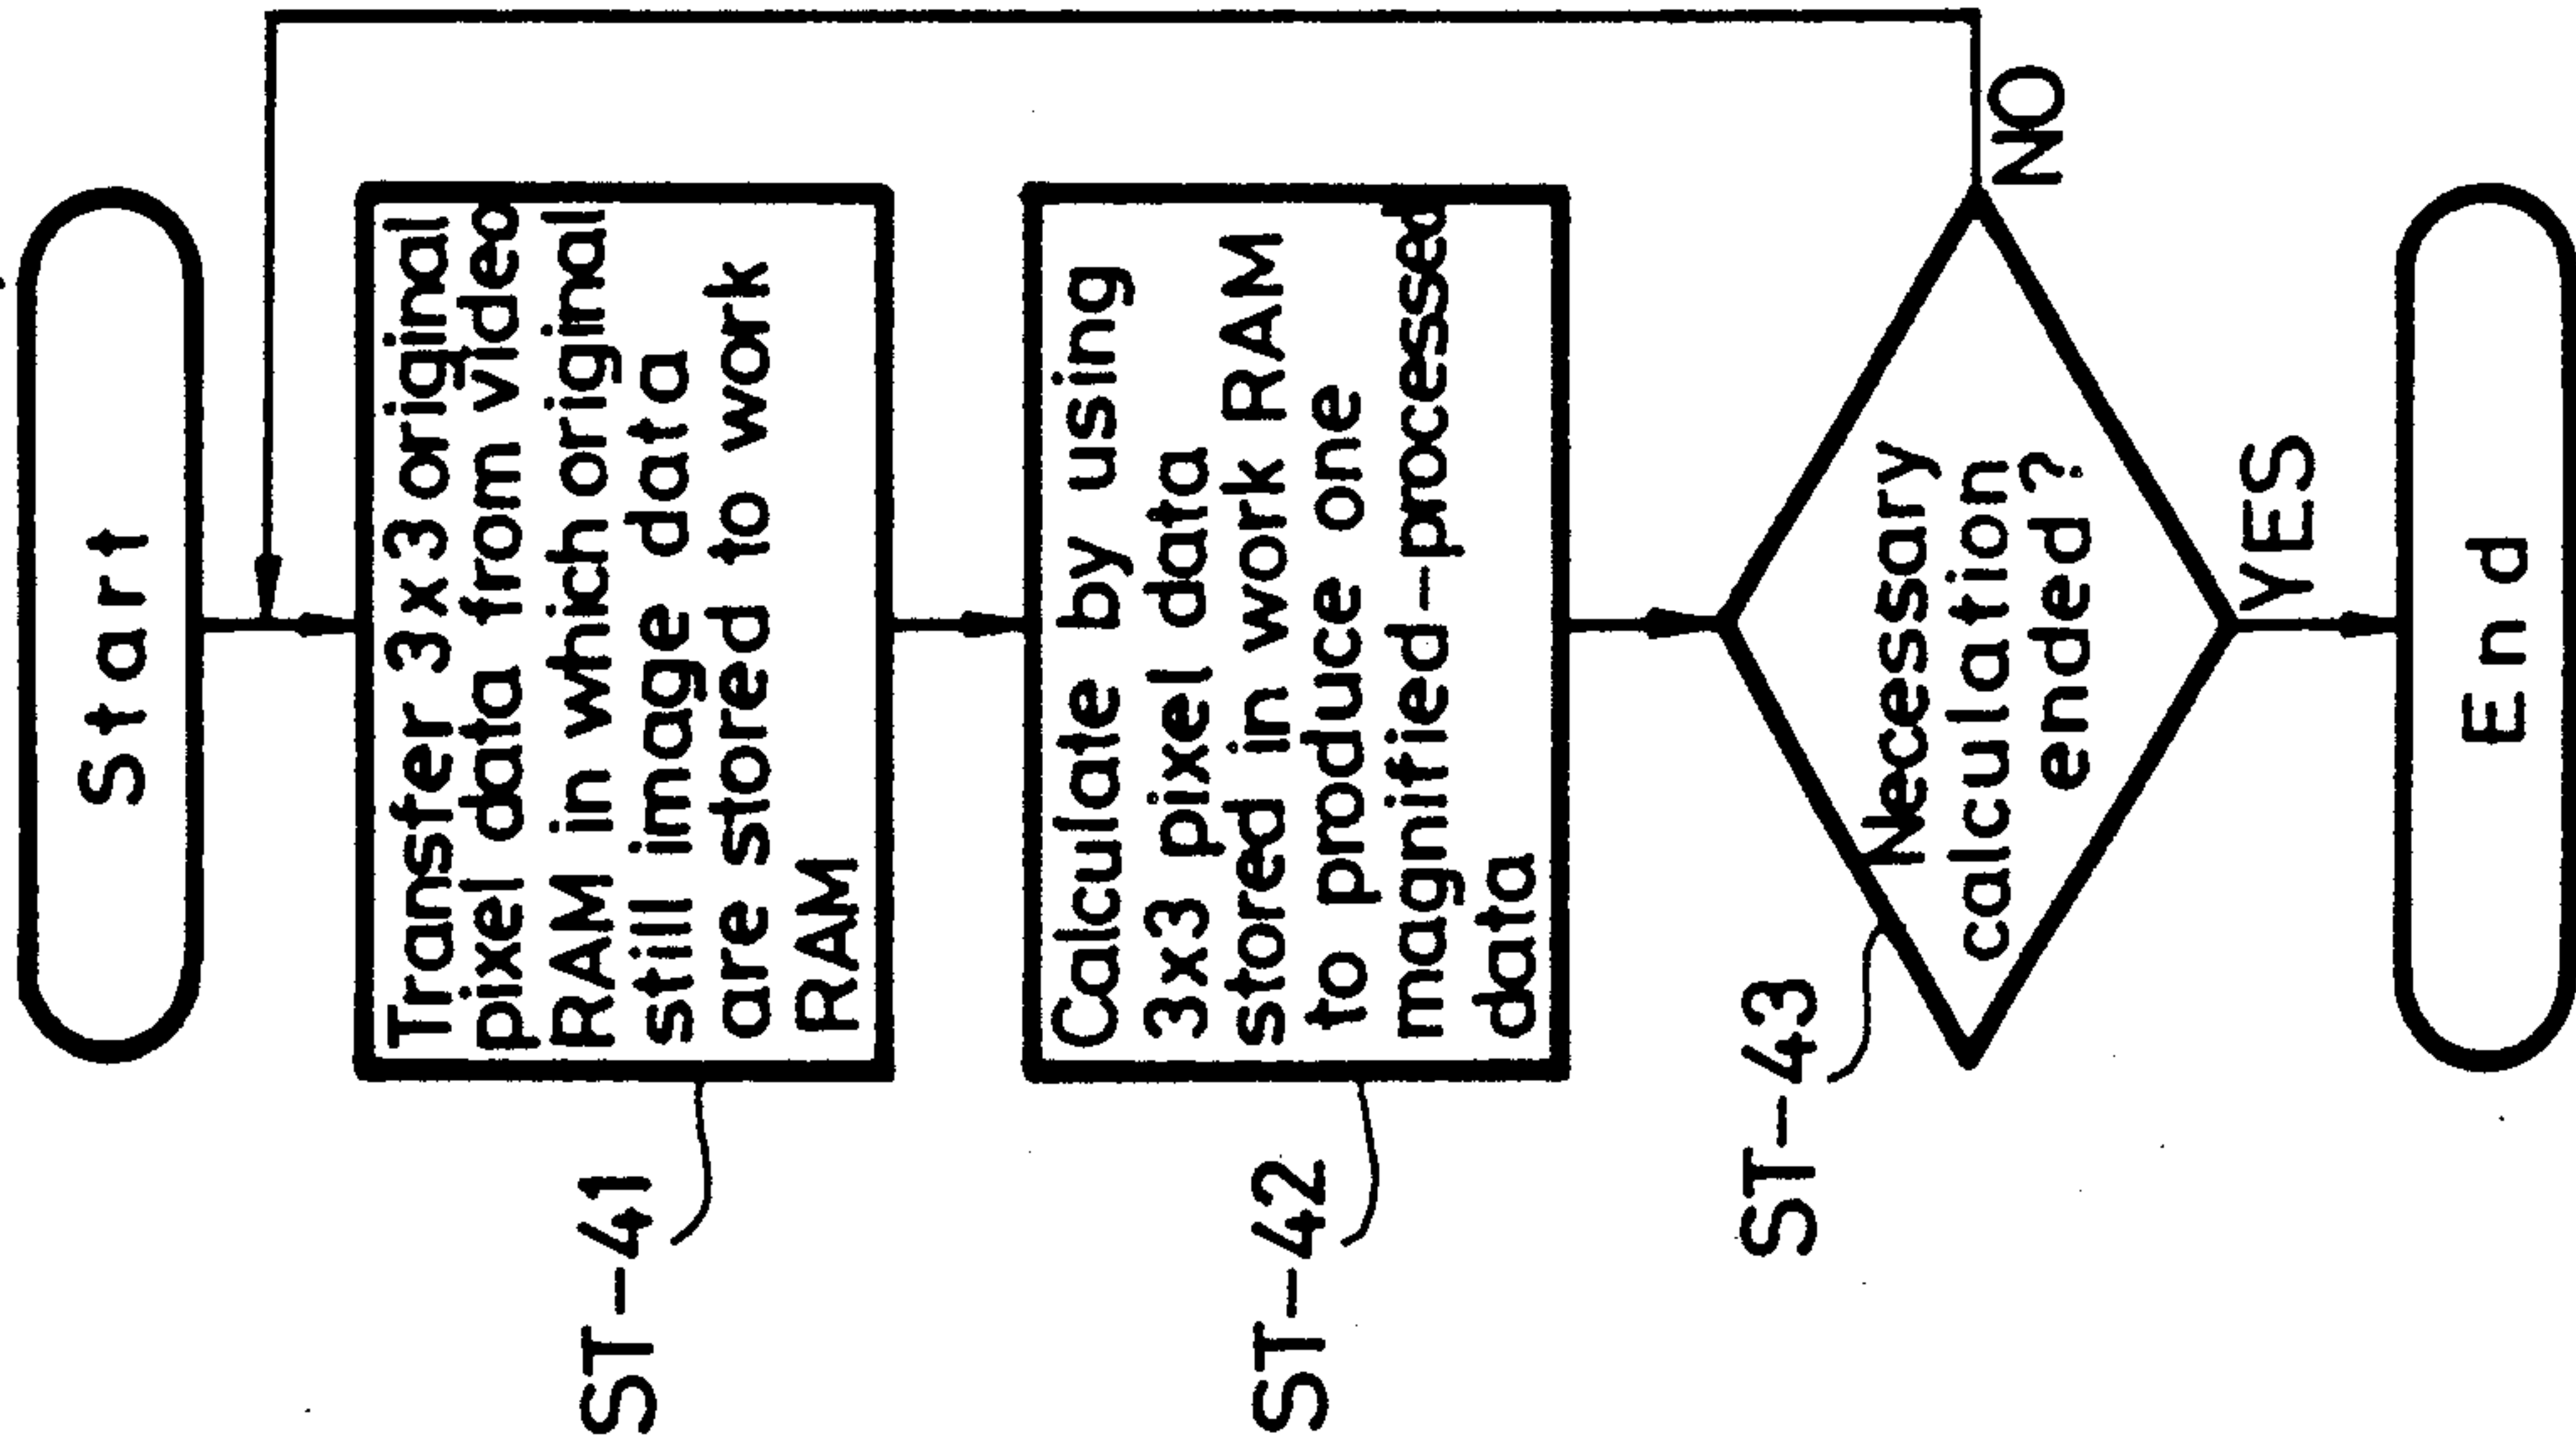 Start
Transfer 3x3 original
pixel data from video
RAM in which original
still image data
are stored to work
RAM
ST-41
Calculate by using
3x3 pixel data
stored in work RAM
to produce one
magnified-processed
data
ST-42
Necessary
calculation
ended?
ST-43
NO
YES
End